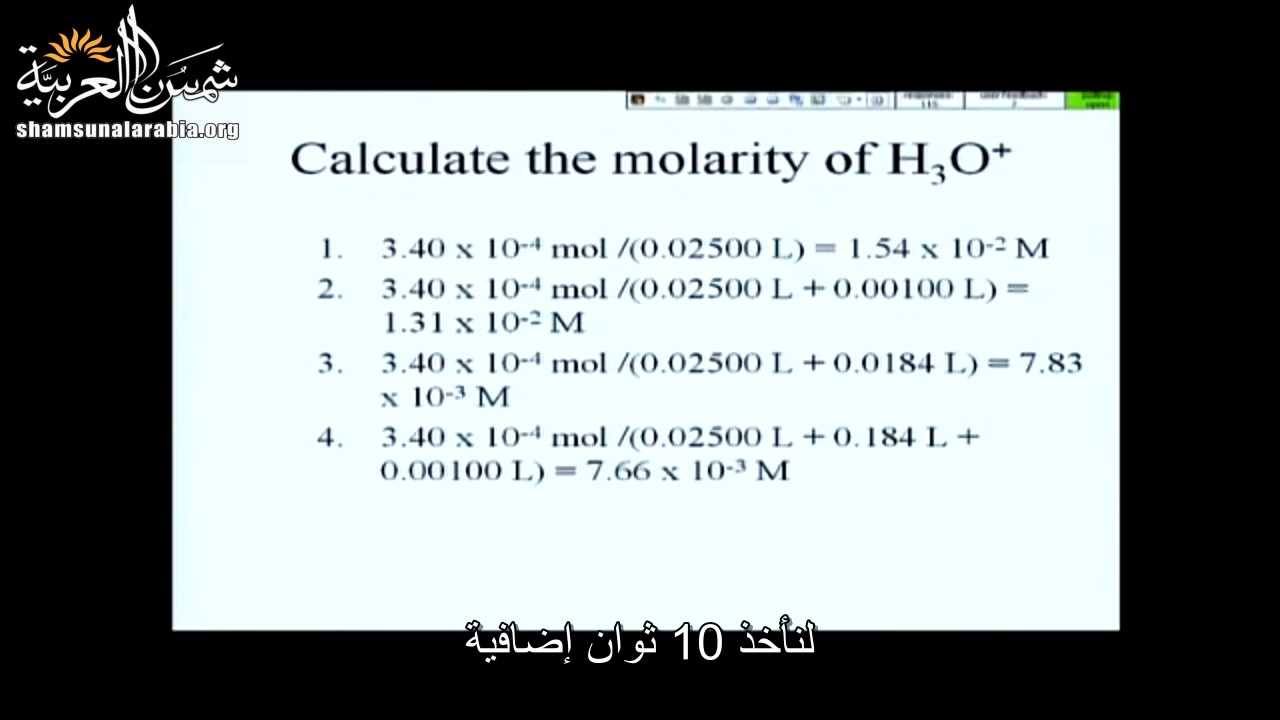 شمسُ العربيّة
shamsunalarabia.org
Calculate the molarity of H₃O⁺
1. 3.40 x 10⁻⁴ mol /(0.02500 L) = 1.54 x 10⁻² M
2. 3.40 x 10⁻⁴ mol /(0.02500 L + 0.00100 L) =
1.31 x 10⁻² M
3. 3.40 x 10⁻⁴ mol /(0.02500 L + 0.0184 L) = 7.83
x 10⁻³ M
4. 3.40 x 10⁻⁴ mol /(0.02500 L + 0.184 L +
0.00100 L) = 7.66 x 10⁻³ M
لنأخذ 10 ثوان إضافية